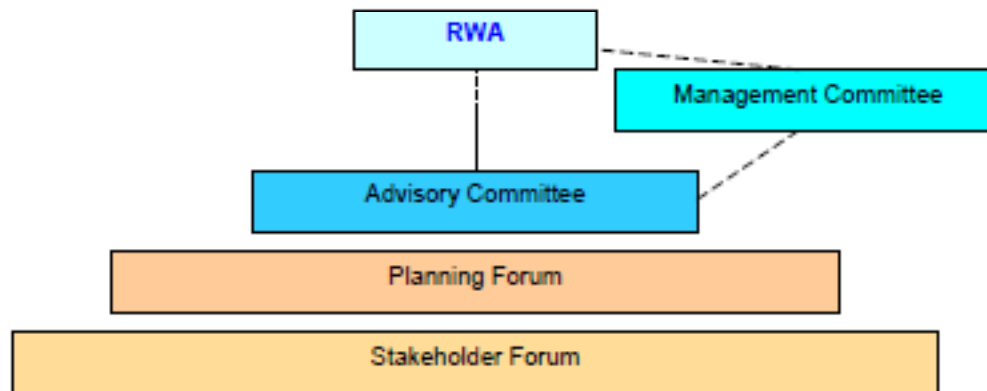 RWA
Management Committee
Advisory Committee
Planning Forum
Stakeholder Forum